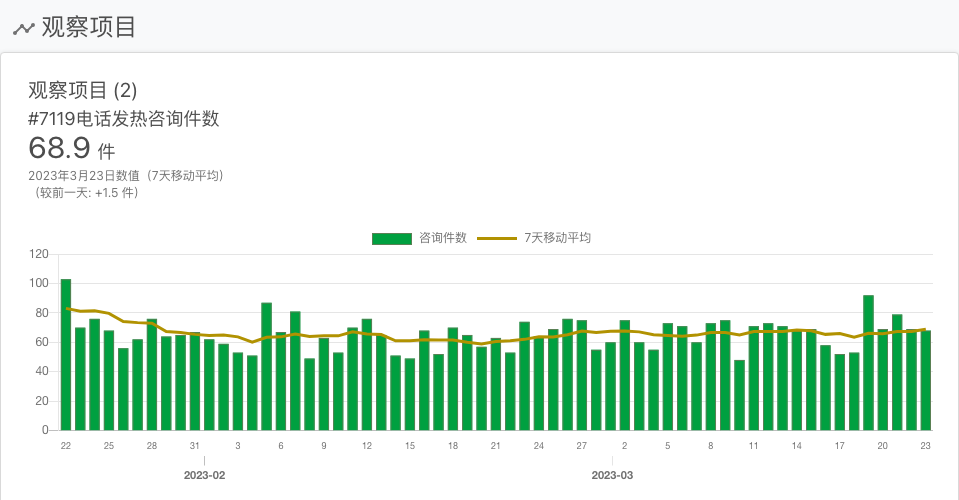 观察项目
观察项目 (2)
#7119电话发热咨询件数
68.9 件
2023年3月23日数值（7天移动平均）
（较前一天: +1.5 件）
咨询件数 7天移动平均
120
100
80
60
40
20
0
22 25 28 31 3 6 9 12 15 18 21 24 27 2 5 8 11 14 17 20 23
2023-02 2023-03